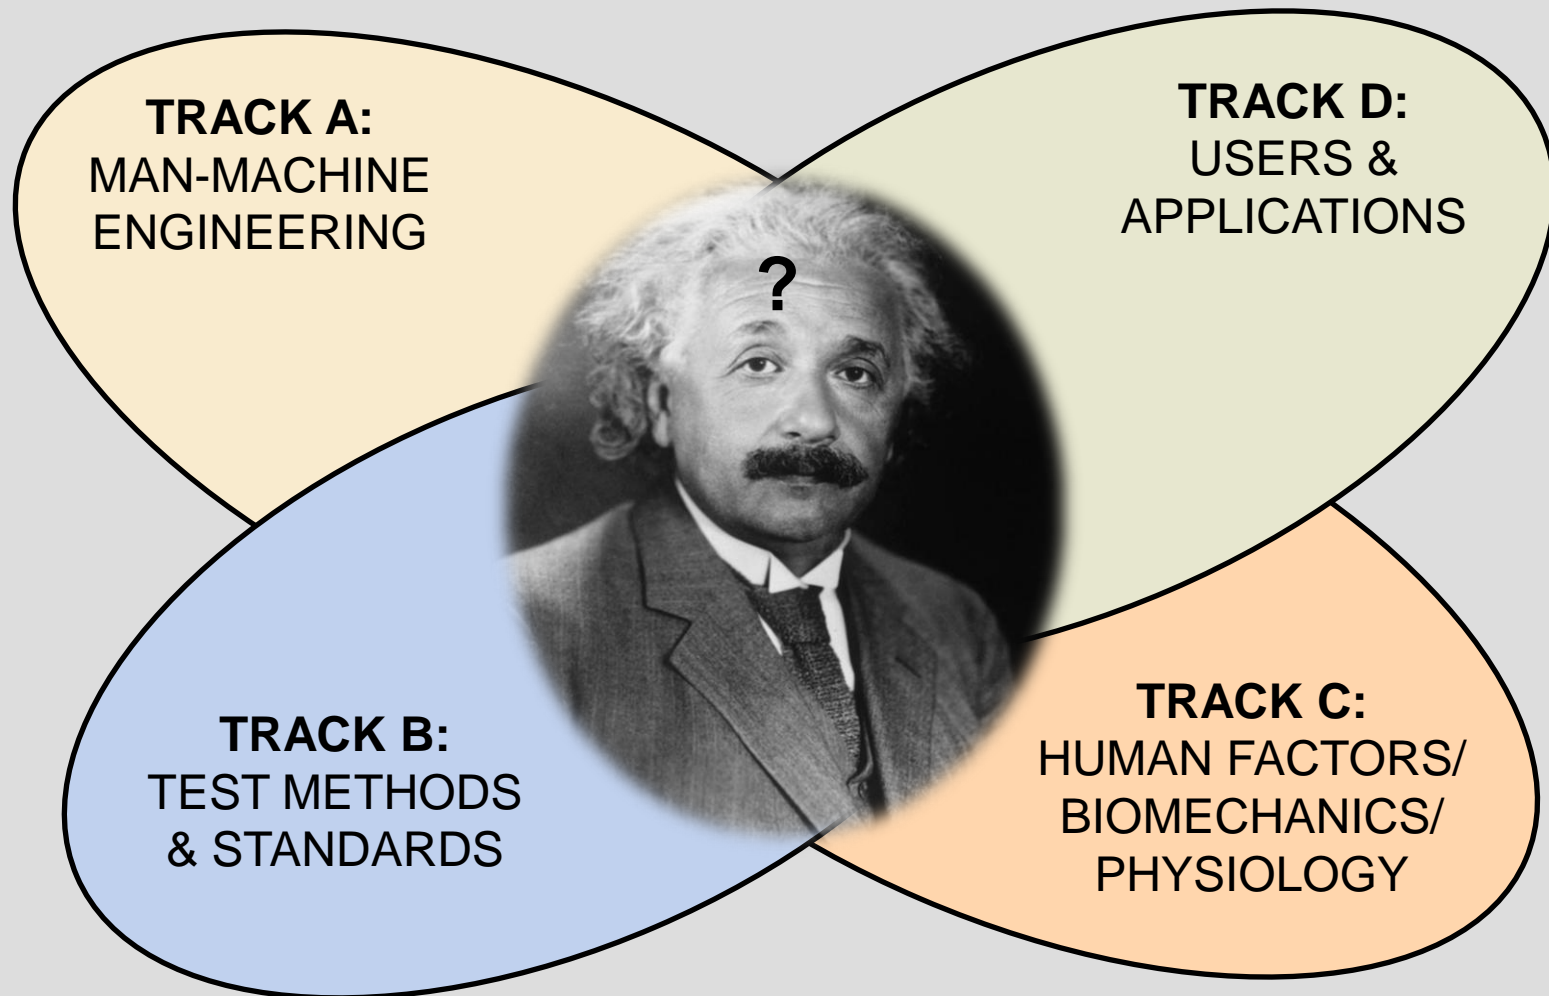 TRACK A:
MAN-MACHINE
ENGINEERING
TRACK D:
USERS &
APPLICATIONS
?
TRACK B:
TEST METHODS
& STANDARDS
TRACK C:
HUMAN FACTORS/
BIOMECHANICS/
PHYSIOLOGY